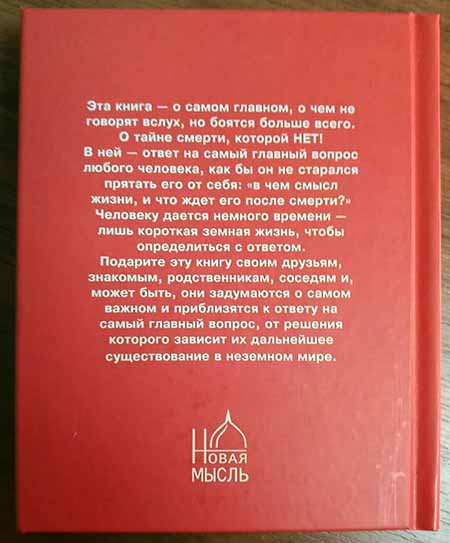 Эта книга — о самом главном, о чем не
говорят вслух, но боятся больше всего.
О тайне смерти, которой НЕТ!
В ней — ответ на самый главный вопрос
любого человека, как бы он не старался
прятать его от себя: «в чем смысл
жизни, и что ждет его после смерти?»
Человеку дается немного времени —
лишь короткая земная жизнь, чтобы
определиться с ответом.
Подарите эту книгу своим друзьям,
знакомым, родственникам, соседям и,
может быть, они задумаются о самом
важном и приблизятся к ответу на
самый главный вопрос, от решения
которого зависит их дальнейшее
существование в неземном мире.
НОВАЯ
МЫСЛЬ